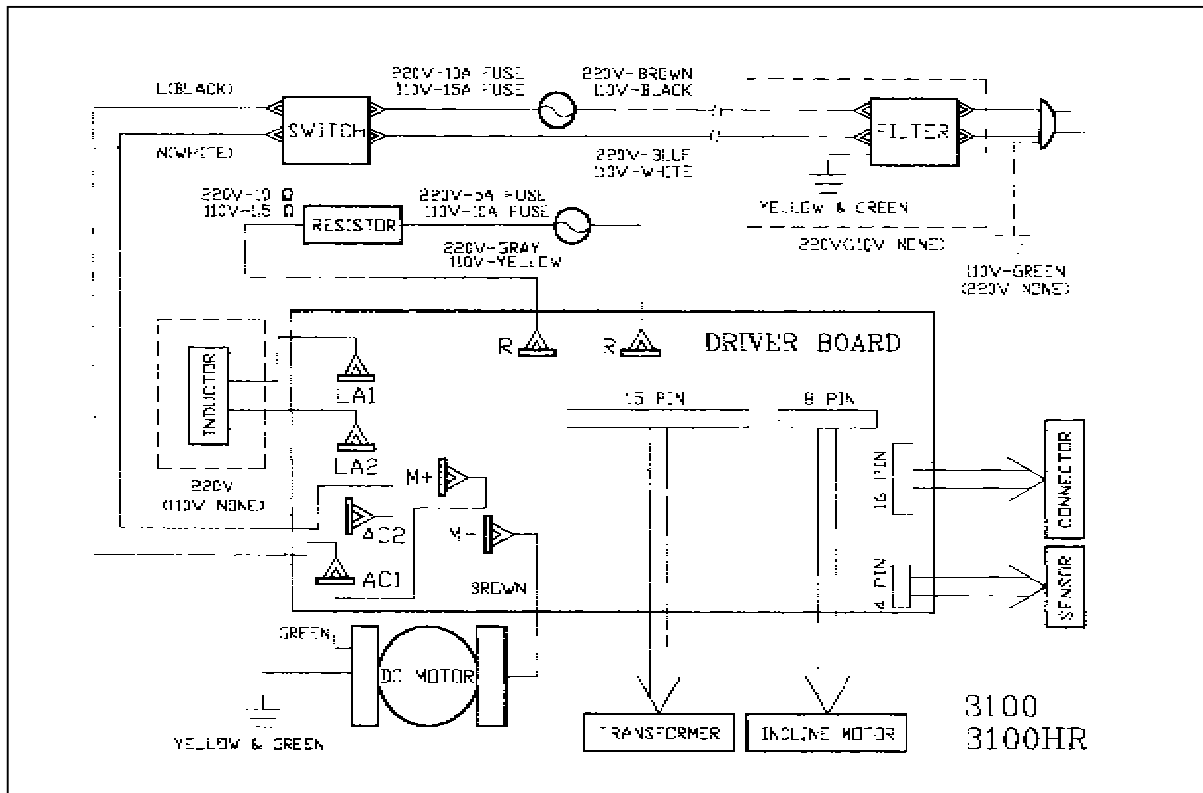 220V-10A FUSE
110V-15A FUSE
220V-BROWN
110V-BLACK
L(BLACK)
SWITCH
FILTER
N(WHITE)
220V-BLUE
110V-WHITE
220V-10 Ω
110V-1.5 Ω
RESISTOR
220V-5A FUSE
110V-10A FUSE
220V-GRAY
110V-YELLOW
YELLOW & GREEN
220V(110V NONE)
110V-GREEN
(220V NONE)
DRIVER BOARD
R
R
INDUCTOR
LA1
LA2
220V
(110V NONE)
15 PIN
8 PIN
16 PIN
CONNECTOR
M+
AC2
M-
AC1
BROWN
4 PIN
SENSOR
GREEN
DC MOTOR
YELLOW & GREEN
TRANSFORMER
INCLINE MOTOR
3100
3100HR